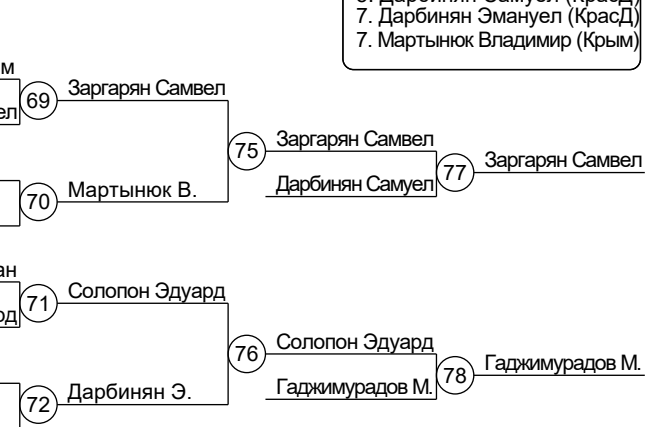 7. Дарбинян Эмануел (КрасД)
7. Мартынюк Владимир (Крым)
69 Заргарян Самвел
75 Заргарян Самвел
77 Заргарян Самвел
Дарбинян Самуел
70 Мартынюк В.
71 Солопон Эдуард
76 Солопон Эдуард
78 Гаджимурадов М.
Гаджимурадов М.
72 Дарбинян Э.